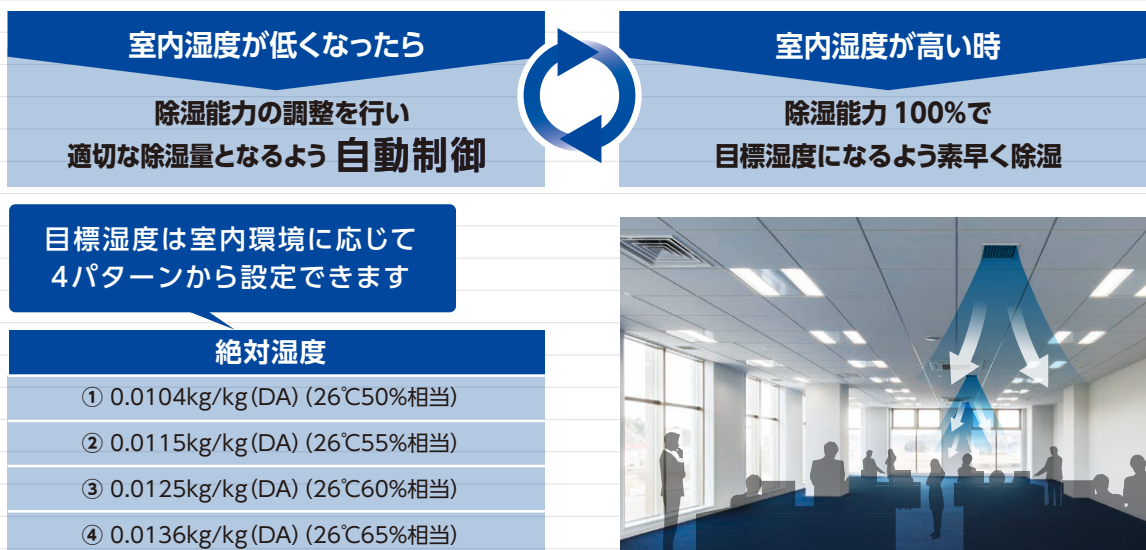 室内湿度が低くなったら
除湿能力の調整を行い
適切な除湿量となるよう 自動制御
室内湿度が高い時
除湿能力 100%で
目標湿度になるよう素早く除湿
目標湿度は室内環境に応じて
4パターンから設定できます
絶対湿度
① 0.0104kg/kg(DA) (26℃50%相当)
② 0.0115kg/kg(DA) (26℃55%相当)
③ 0.0125kg/kg(DA) (26℃60%相当)
④ 0.0136kg/kg(DA) (26℃65%相当)